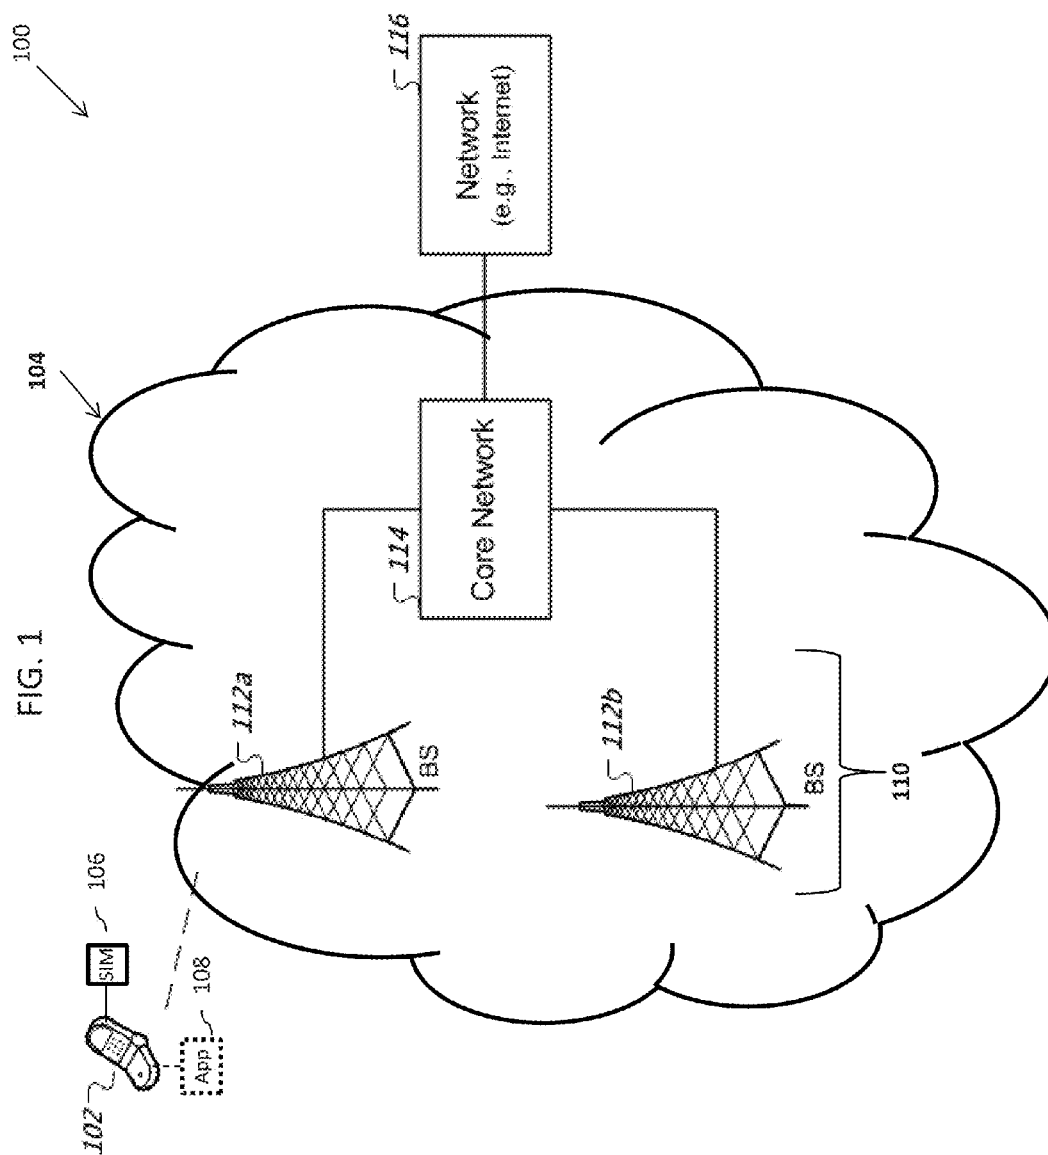 FIG. 1
100
104
102
SIM
106
App
108
112a
BS
112b
BS
110
114
Core Network
116
Network
(e.g., Internet)